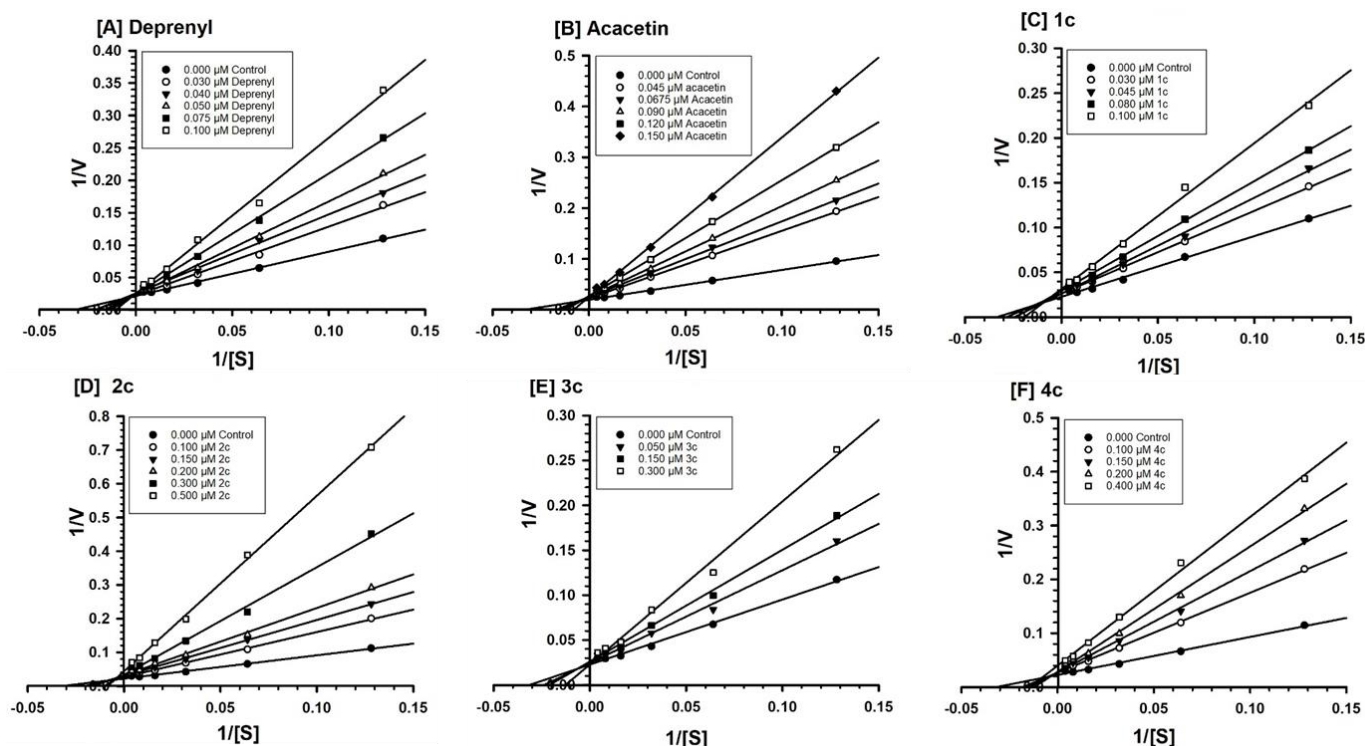 [A] Deprenyl
0.40
0.35
0.30
0.25
0.20
0.15
0.10
0.05
1/V
0.000 µM Control
0.030 µM Deprenyl
0.040 µM Deprenyl
0.050 µM Deprenyl
0.075 µM Deprenyl
0.100 µM Deprenyl
-0.05 0.00 0.05 0.10 0.15
1/[S]
[B] Acacetin
0.5
0.4
0.3
0.2
0.1
1/V
0.000 µM Control
0.045 µM acacetin
0.0675 µM Acacetin
0.090 µM Acacetin
0.120 µM Acacetin
0.150 µM Acacetin
-0.05 0.00 0.05 0.10 0.15
1/[S]
[C] 1c
0.30
0.25
0.20
0.15
0.10
0.05
0.00
1/V
0.000 µM Control
0.030 µM 1c
0.045 µM 1c
0.080 µM 1c
0.100 µM 1c
-0.05 0.00 0.05 0.10 0.15
1/[S]
[D] 2c
0.8
0.7
0.6
0.5
0.4
0.3
0.2
0.1
0.0
1/V
0.000 µM Control
0.100 µM 2c
0.150 µM 2c
0.200 µM 2c
0.300 µM 2c
0.500 µM 2c
-0.05 0.00 0.05 0.10 0.15
1/[S]
[E] 3c
0.30
0.25
0.20
0.15
0.10
0.05
0.00
1/V
0.000 µM Control
0.050 µM 3c
0.150 µM 3c
0.300 µM 3c
-0.05 0.00 0.05 0.10 0.15
1/[S]
[F] 4c
0.5
0.4
0.3
0.2
0.1
0.0
1/V
0.000 µM Control
0.100 µM 4c
0.150 µM 4c
0.200 µM 4c
0.400 µM 4c
-0.05 0.00 0.05 0.10 0.15
1/[S]